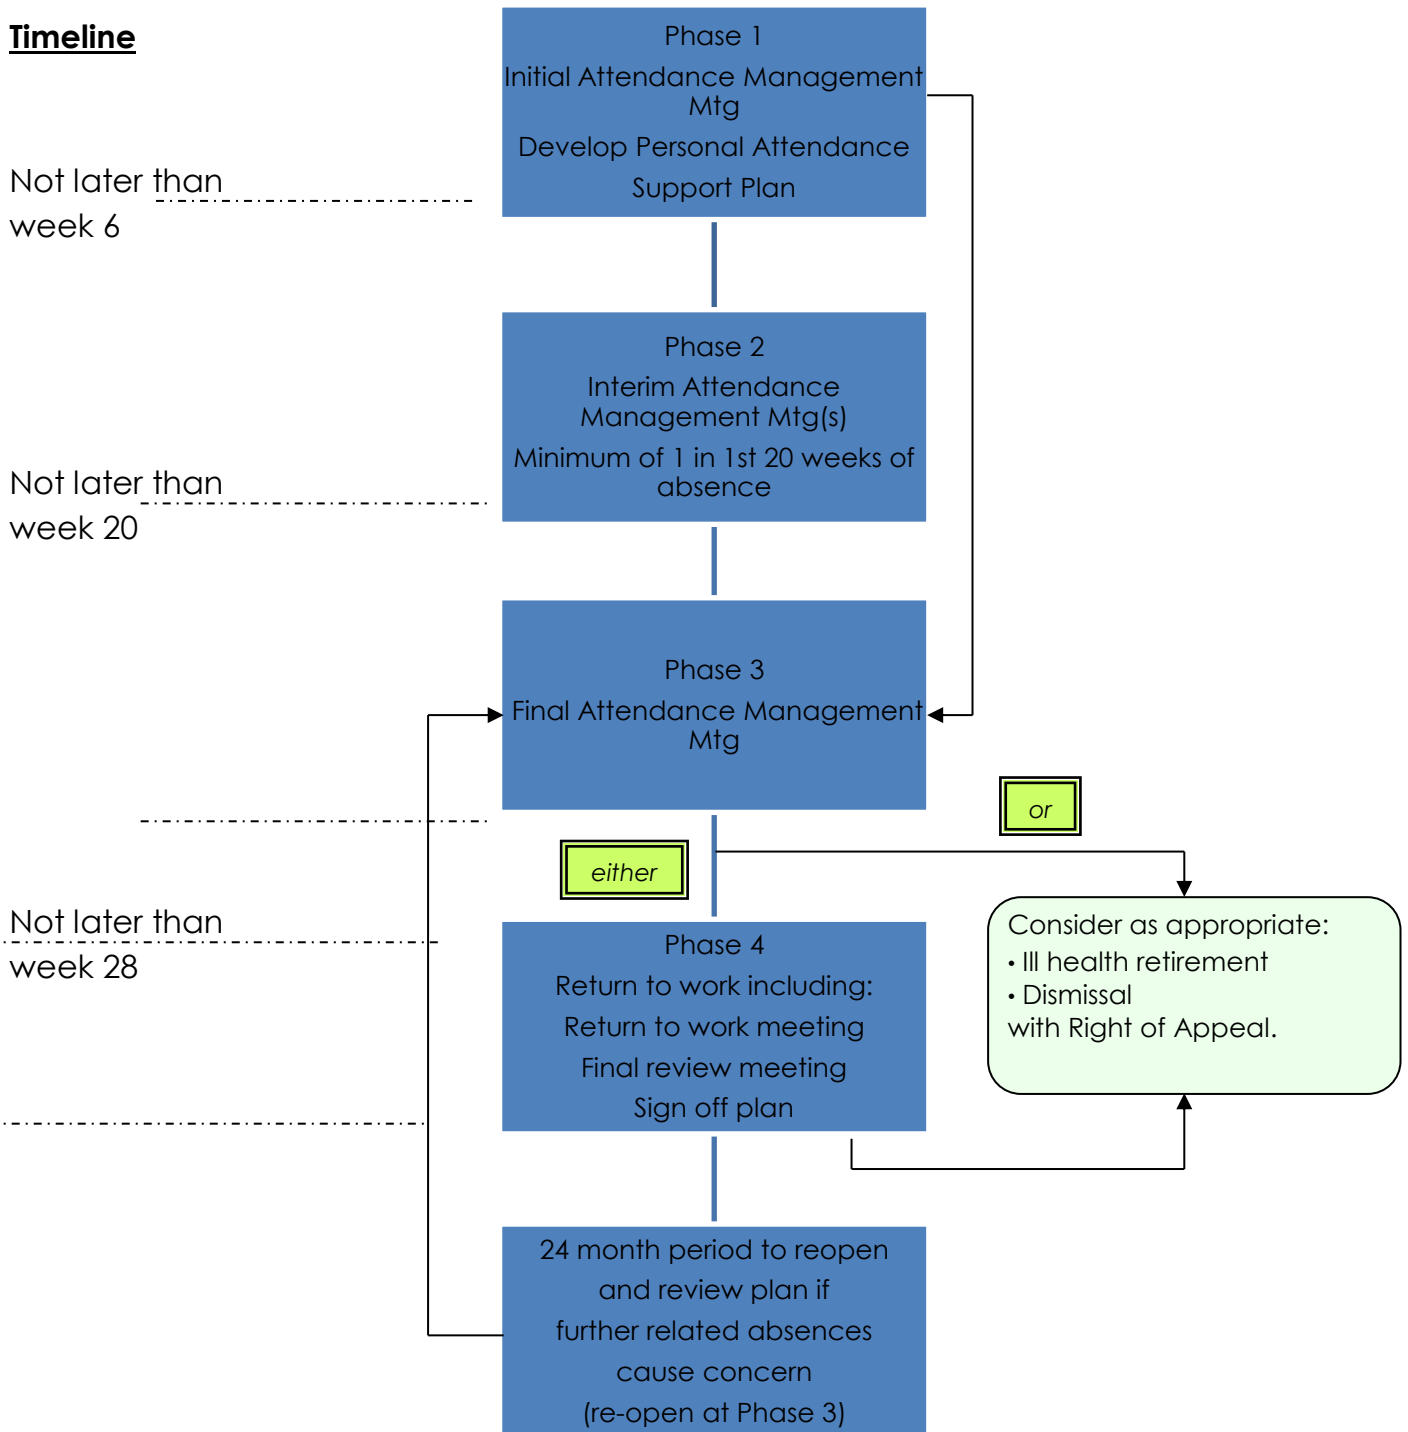 Timeline
Phase 1
Initial Attendance Management
Mtg
Develop Personal Attendance
Support Plan
Not later than
week 6
Phase 2
Interim Attendance
Management Mtg(s)
Minimum of 1 in 1st 20 weeks of
absence
Not later than
week 20
Phase 3
Final Attendance Management
Mtg
or
either
Not later than
week 28
Phase 4
Return to work including:
Return to work meeting
Final review meeting
Sign off plan
Consider as appropriate:
• Ill health retirement
• Dismissal
with Right of Appeal.
24 month period to reopen
and review plan if
further related absences
cause concern
(re-open at Phase 3)